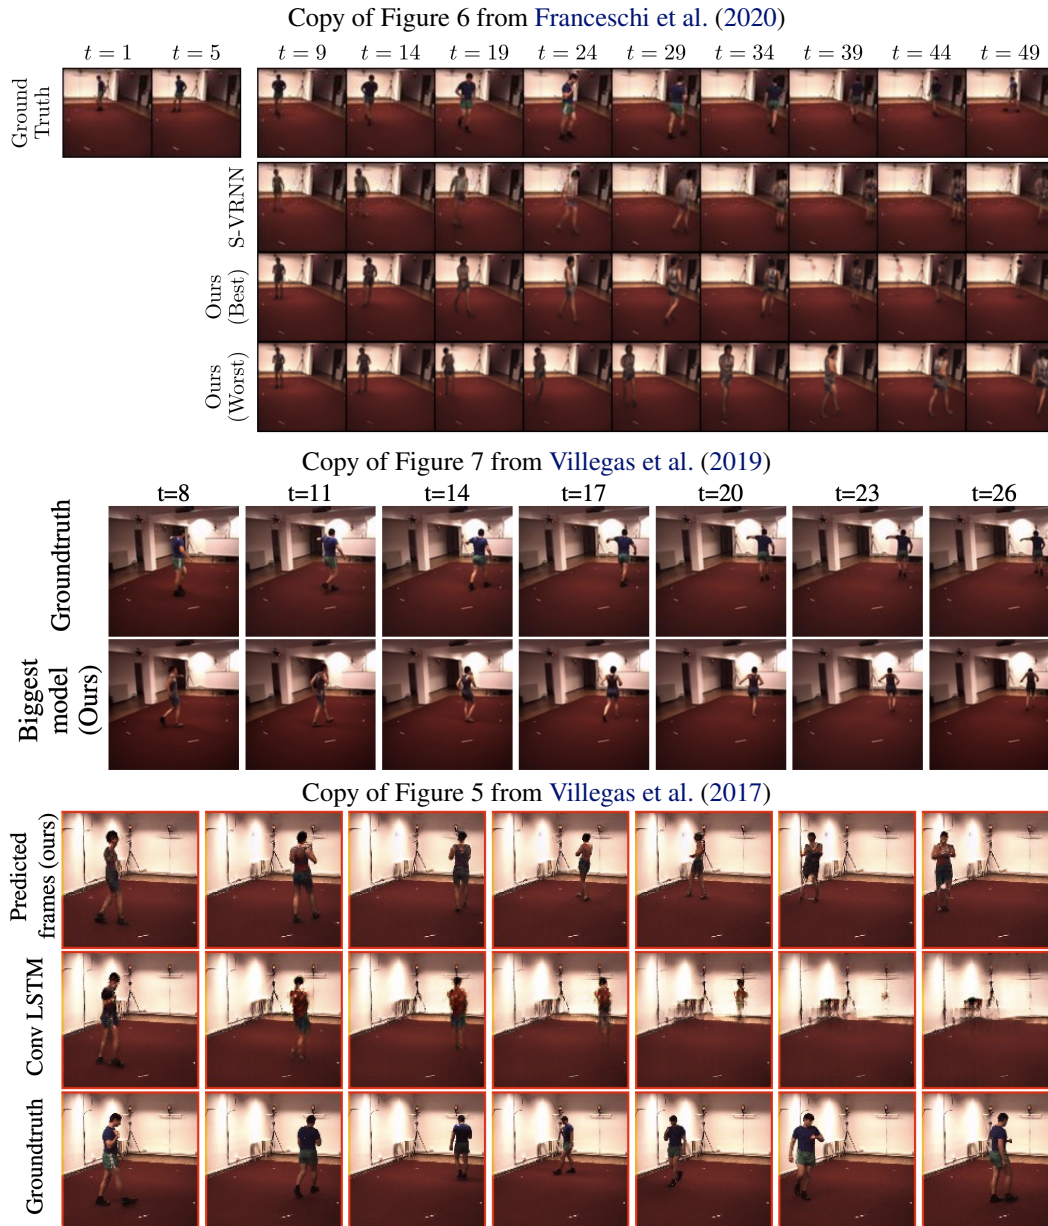 Copy of Figure 6 from Franceschi et al. (2020)
t = 1 t = 5 t = 9 t = 14 t = 19 t = 24 t = 29 t = 34 t = 39 t = 44 t = 49
Ground
Truth
S-VRNN
Ours
(Best)
Ours
(Worst)
Copy of Figure 7 from Villegas et al. (2019)
t=8 t=11 t=14 t=17 t=20 t=23 t=26
Groundtruth
Biggest
model
(Ours)
Copy of Figure 5 from Villegas et al. (2017)
Predicted
frames (ours)
Conv LSTM
Groundtruth